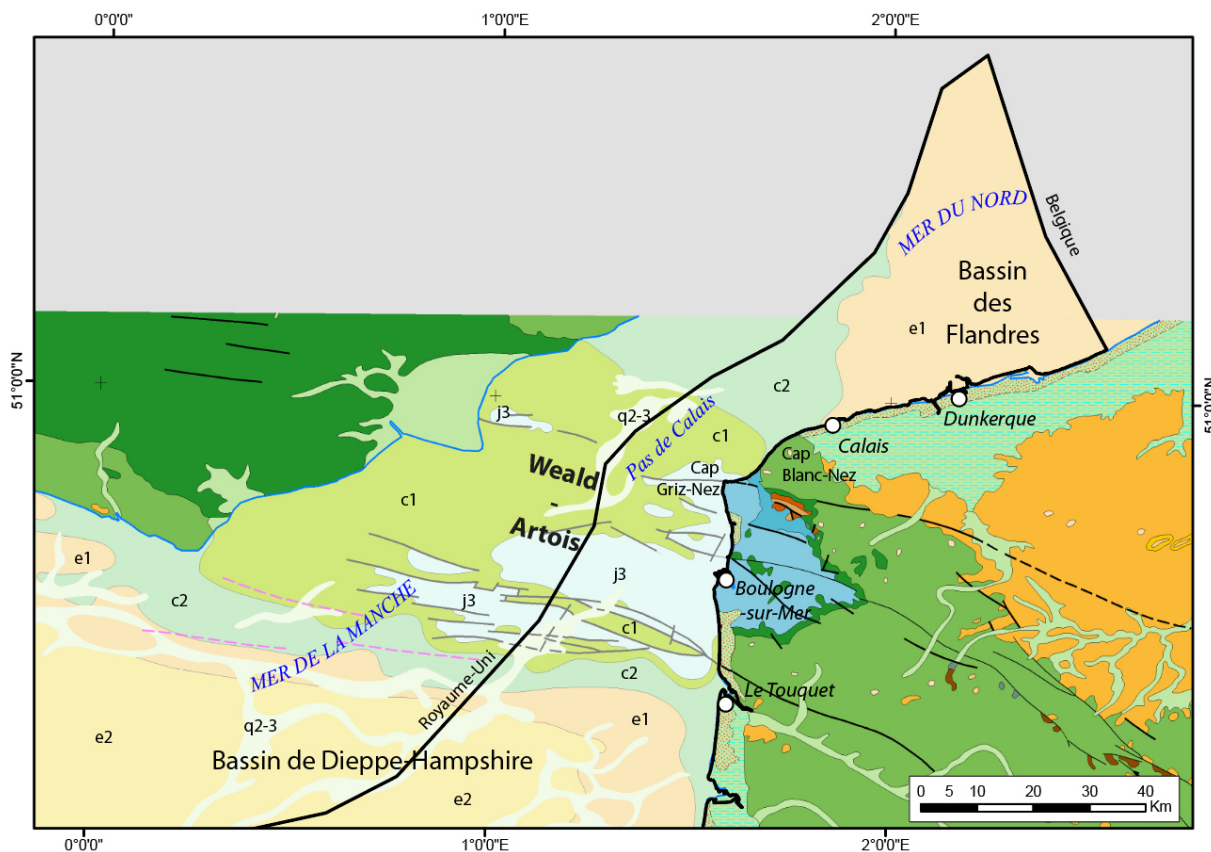 0°0'0"
1°0'0"E
2°0'0"E
51°0'0"N
51°0'0"N
MER DU NORD
Belgique
Bassin
des
Flandres
e1
c2
Dunkerque
Calais
j3
q2-3
Pas de Calais
c1
Cap
Blanc-Nez
Cap
Griz-Nez
Weald
-
Artois
c1
e1
c2
j3
j3
Boulogne
-sur-Mer
c1
MER DE LA MANCHE
c2
Royaume-Uni
Le Touquet
e1
q2-3
e2
Bassin de Dieppe-Hampshire
e2
0 5 10 20 30 40
Km
0°0'0"
1°0'0"E
2°0'0"E